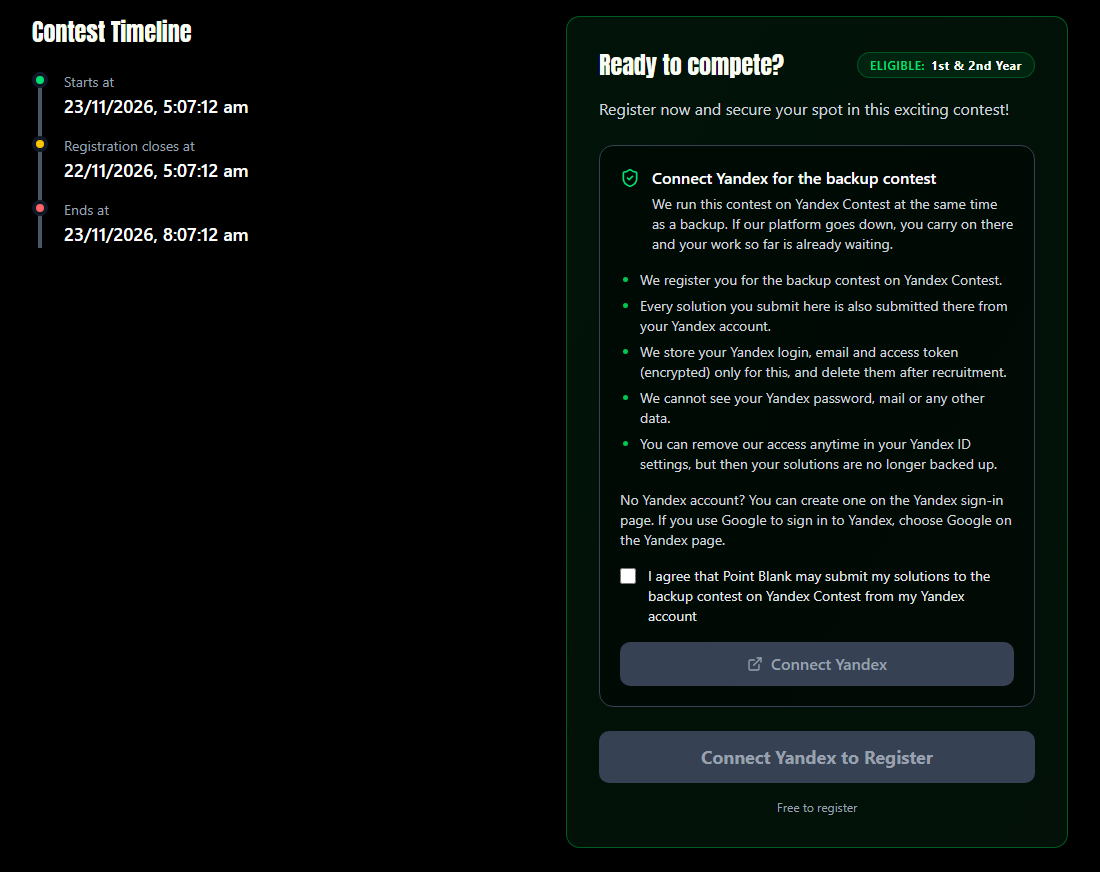 Contest Timeline
Starts at
23/11/2026, 5:07:12 am
Registration closes at
22/11/2026, 5:07:12 am
Ends at
23/11/2026, 8:07:12 am
Ready to compete?
ELIGIBLE: 1st & 2nd Year
Register now and secure your spot in this exciting contest!
Connect Yandex for the backup contest
We run this contest on Yandex Contest at the same time
as a backup. If our platform goes down, you carry on there
and your work so far is already waiting.
We register you for the backup contest on Yandex Contest.
Every solution you submit here is also submitted there from
your Yandex account.
We store your Yandex login, email and access token
(encrypted) only for this, and delete them after recruitment.
We cannot see your Yandex password, mail or any other
data.
You can remove our access anytime in your Yandex ID
settings, but then your solutions are no longer backed up.
No Yandex account? You can create one on the Yandex sign-in
page. If you use Google to sign in to Yandex, choose Google on
the Yandex page.
I agree that Point Blank may submit my solutions to the
backup contest on Yandex Contest from my Yandex
account
Connect Yandex
Connect Yandex to Register
Free to register